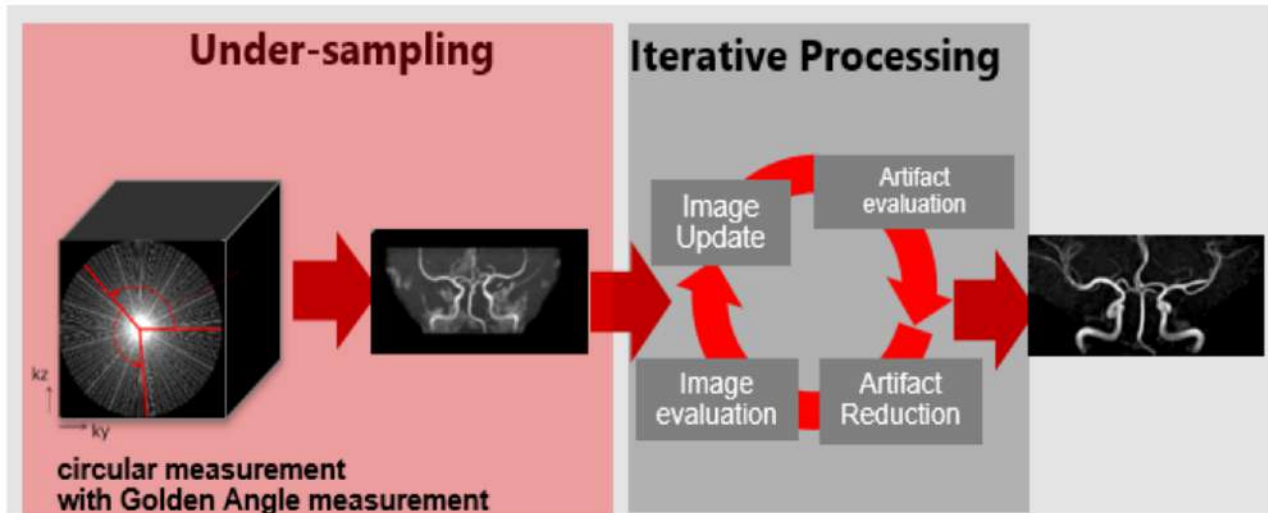 Under-sampling
Iterative Processing
Image
Update
Artifact
evaluation
Image
evaluation
Artifact
Reduction
kz
ky
circular measurement
with Golden Angle measurement